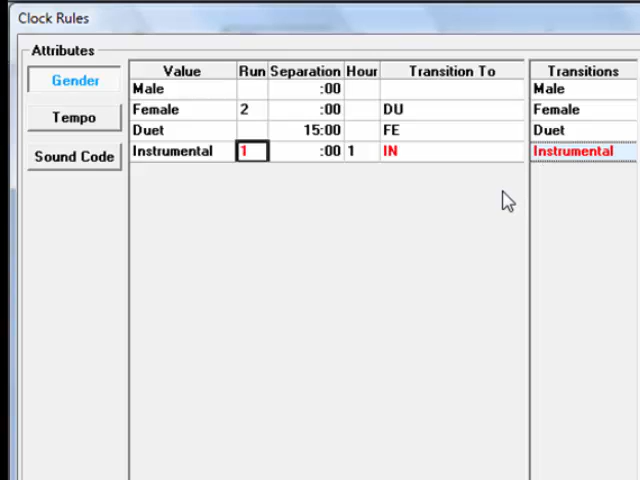 Clock Rules
Attributes
Gender
Tempo
Sound Code
Value Run Separation Hour Transition To
Male :00
Female 2 :00 DU
Duet 15:00 FE
Instrumental 1 :00 1 IN
Transitions
Male
Female
Duet
Instrumental